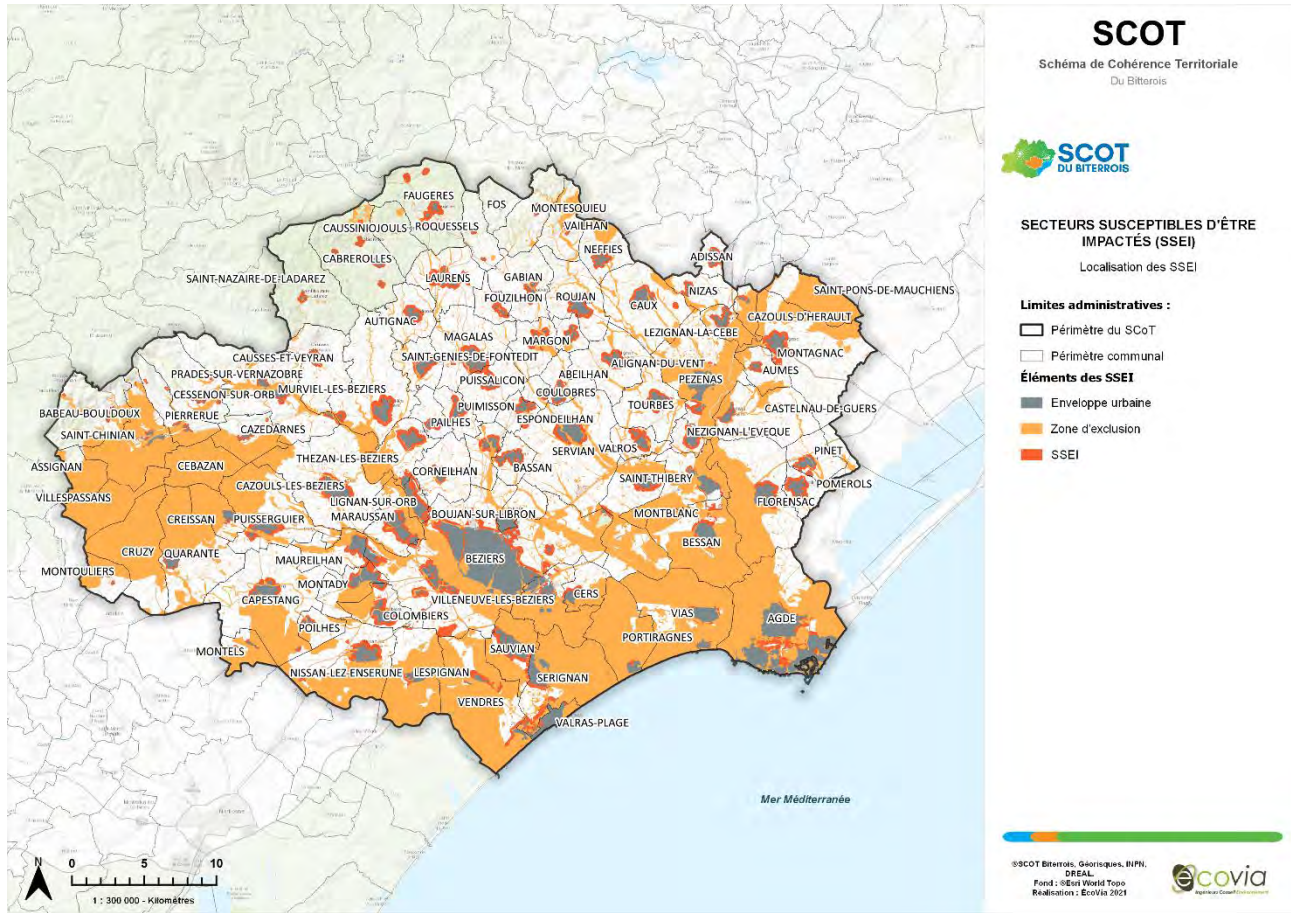 SCOT
Schéma de Cohérence Territoriale
Du Bitterois
SCOT
DU BITERROIS
SECTEURS SUSCEPTIBLES D'ÊTRE
IMPACTÉS (SSEI)
Localisation des SSEI
Limites administratives :
Périmètre du SCoT
Périmètre communal
Éléments des SSEI
Enveloppe urbaine
Zone d'exclusion
SSEI
FAUGERES
FOS
MONTESQUIEU
CAUSSINIOJOULS
ROQUESSELS
VAILHAN
NEFFIES
CABREROLLES
ADISSAN
SAINT-NAZAIRE-DE-LADAREZ
LAURENS
GABIAN
NIZAS
SAINT-PONS-DE-MAUCHIENS
FOUZILHON
ROUJAN
CAUX
CAZOULS-D'HERAULT
AUTIGNAC
MAGALAS
MARGON
LEZIGNAN-LA-CEBE
CAUSSES-ET-VEYRAN
SAINT-GENIES-DE-FONTEDIT
MONTAGNAC
PRADES-SUR-VERNAZOBRE
ALIGNAN-DU-VENT
AUMES
CESSENON-SUR-ORB
MURVIEL-LES-BEZIERS
PUISSALICON
ABEILHAN
PEZENAS
BABEAU-BOULDOUX
PIERRERUE
COULOBRES
PUIMISSON
TOURBES
CASTELNAU-DE-GUERS
SAINT-CHINIAN
CAZEDARNES
PAILHES
ESPONDEILHAN
NEZIGNAN-L'EVEQUE
ASSIGNAN
CEBAZAN
THEZAN-LES-BEZIERS
SERVIAN
VALROS
PINET
CORNEILHAN
BASSAN
VILLESPASSANS
CAZOULS-LES-BEZIERS
SAINT-THIBERY
POMEROLS
LIGNAN-SUR-ORB
FLORENSAC
CREISSAN
PUISSERGUIER
MARAUSSAN
BOUJAN-SUR-LIBRON
MONTBLANC
BESSAN
CRUZY
QUARANTE
MAUREILHAN
BEZIERS
MONTOULIERS
MONTADY
CAPESTANG
VILLENEUVE-LES-BEZIERS
CERS
COLOMBIERS
VIAS
AGDE
POILHES
PORTIRAGNES
MONTELS
SAUVIAN
NISSAN-LEZ-ENSERUNE
LESPIGNAN
SERIGNAN
VENDRES
VALRAS-PLAGE
Mer Méditerranée
N
0 5 10
1 : 300 000 - Kilomètres
©SCOT Biterrois, Géorisques, INPN,
DREAL
Fond : ©Esri World Topo
Réalisation : ÉcoVia 2021
écovia